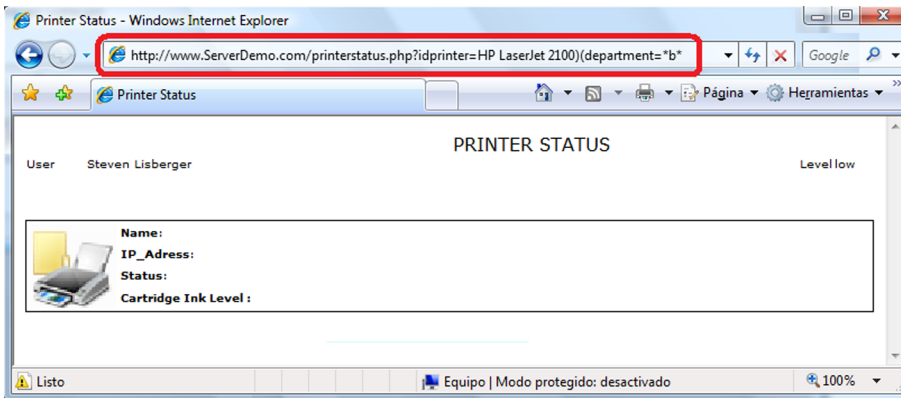 Printer Status - Windows Internet Explorer
http://www.ServerDemo.com/printerstatus.php?idprinter=HP LaserJet 2100)(department=*b*
Google
Printer Status
Página
Herramientas
PRINTER STATUS
User Steven Lisberger Level low
Name:
IP_Adress:
Status:
Cartridge Ink Level :
Listo
Equipo | Modo protegido: desactivado
100%